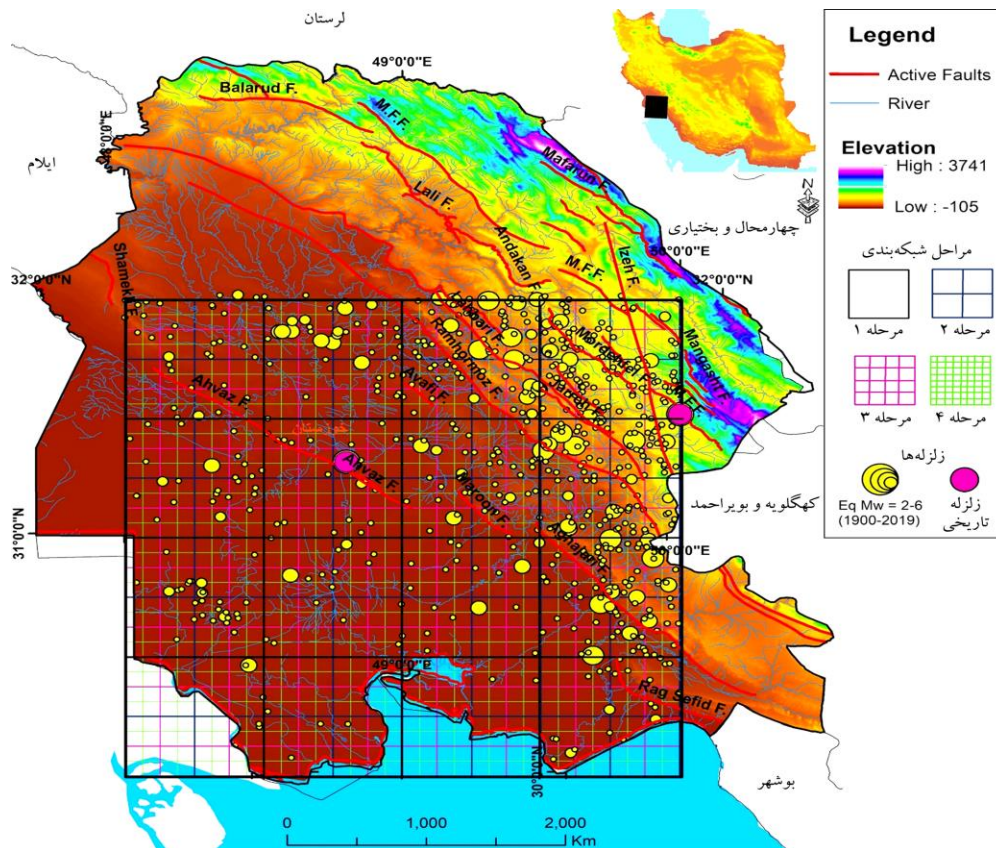 لرستان
49°0'0"E
Balarud F.
M.F.F.
ایلام
Mafarun F.
Lali F.
چهارمحال و بختیاری
Andakan F.
Izeh F.
50°0'0"E
32°0'0"N
32°0'0"N
M.F.F.
Ramhormoz F.
Mangasht F.
Ahvaz F.
خوزستان
Ahvaz F.
Maroon F.
Aghajari F.
کهگلویه و بویراحمد
31°0'0"N
50°0'0"E
49°0'0"E
Rag Sefid F.
30°0'0"N
بوشهر
0 1,000 2,000
Km
N
Legend
Active Faults
River
Elevation
High : 3741
Low : -105
مراحل شبکه‌بندی
مرحله ۱ مرحله ۲
مرحله ۳ مرحله ۴
زلزله‌ها
Eq Mw = 2-6
(1900-2019)
زلزله
تاریخی